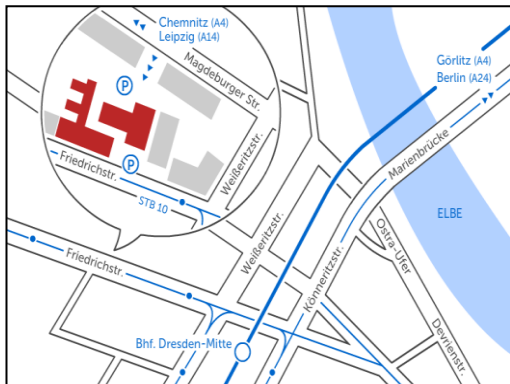 Chemnitz (A4)
Leipzig (A14)
Magdeburger Str.
P
Görlitz (A4)
Berlin (A24)
Marienbrücke
Weißeritzstr.
P
Friedrichstr.
STB 10
ELBE
Weißeritzstr.
Ostra-Ufer
Friedrichstr.
Könneritzstr.
Devrienstr.
Bhf. Dresden-Mitte